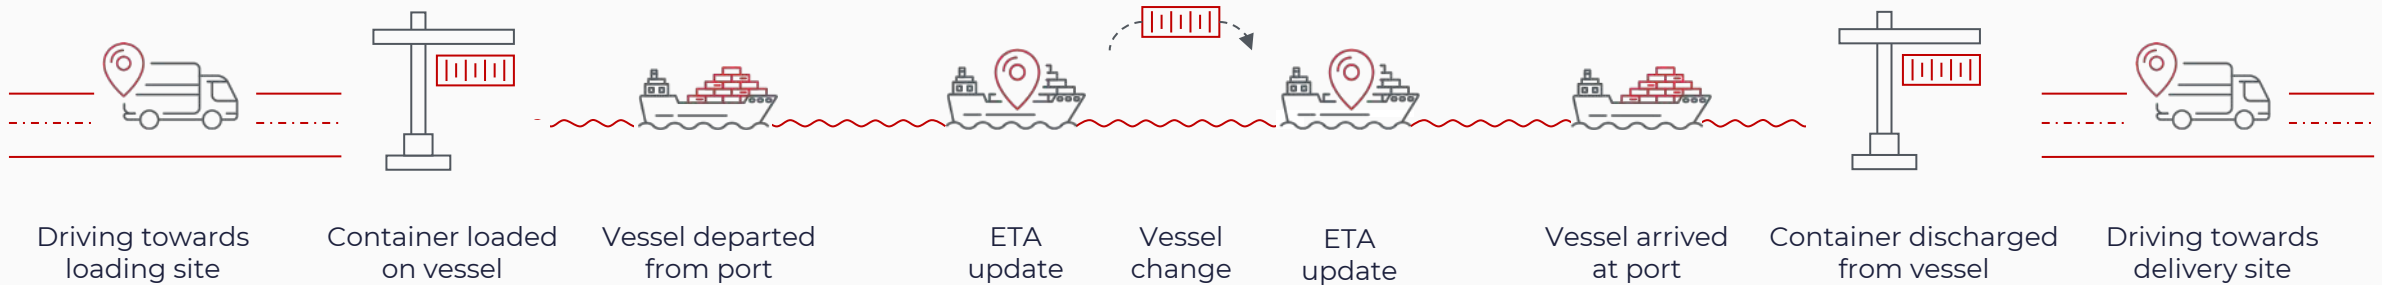 Driving towards
loading site
Container loaded
on vessel
Vessel departed
from port
ETA
update
Vessel
change
ETA
update
Vessel arrived
at port
Container discharged
from vessel
Driving towards
delivery site